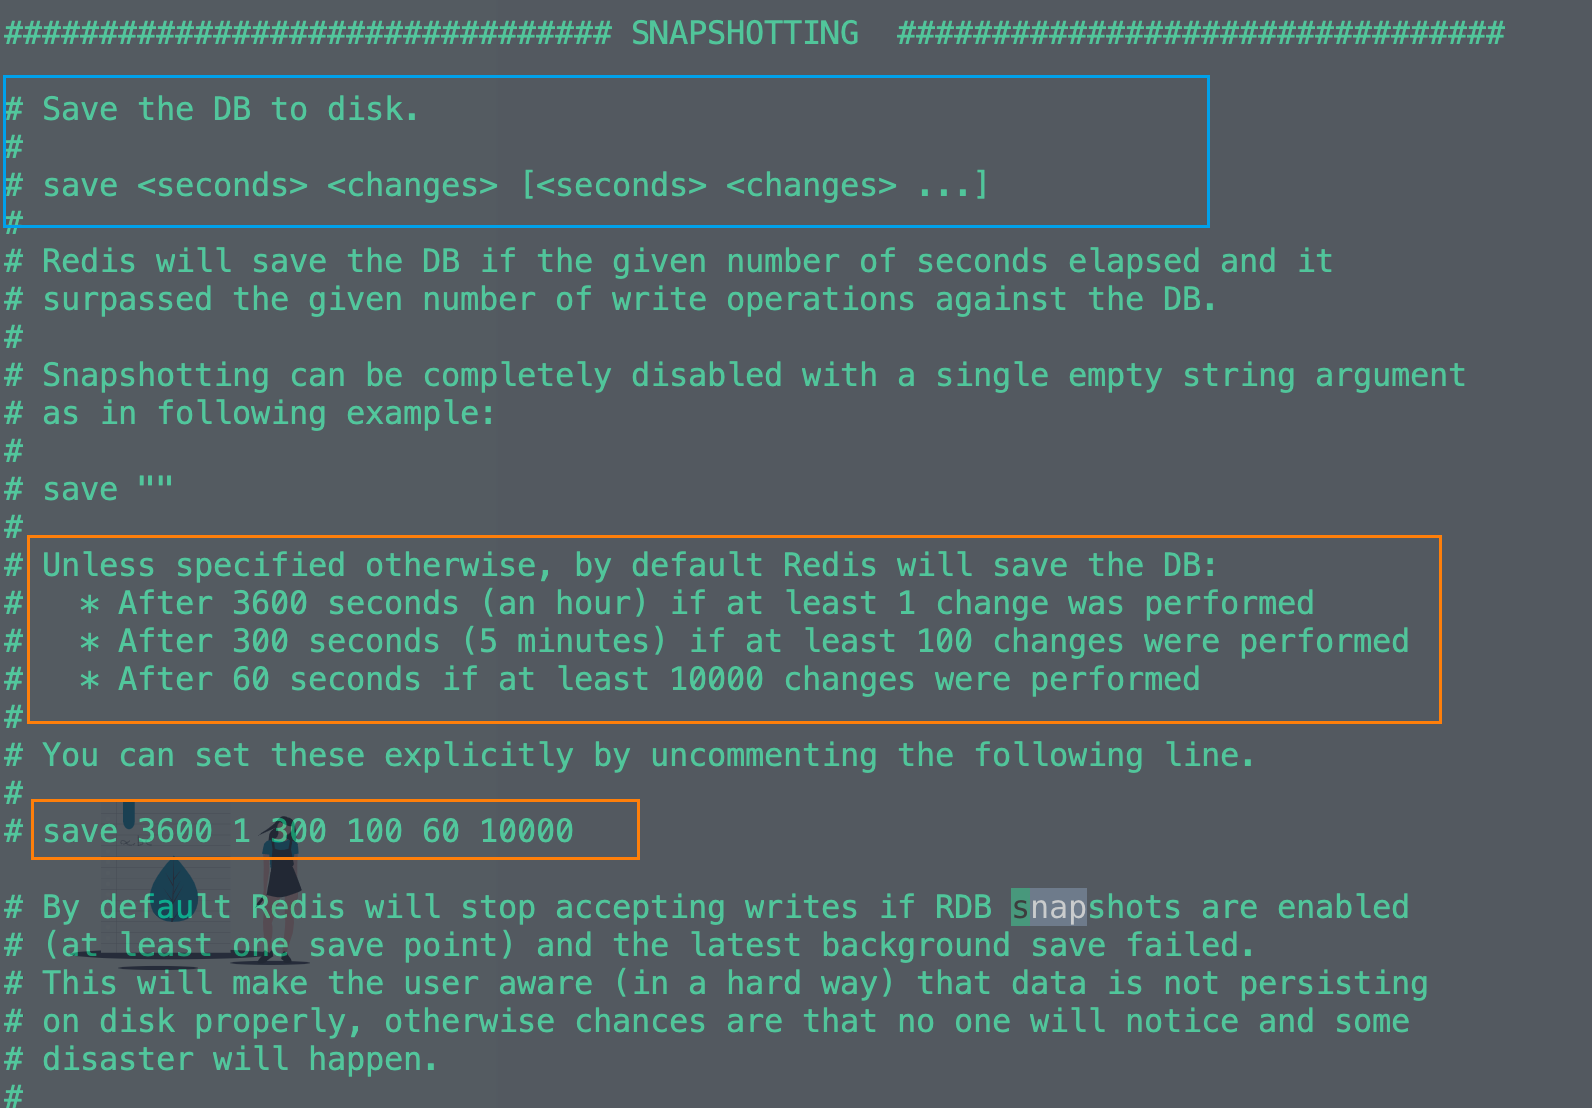 ################################ SNAPSHOTTING  ################################
# Save the DB to disk.
#
# save <seconds> <changes> [<seconds> <changes> ...]
#
# Redis will save the DB if the given number of seconds elapsed and it
# surpassed the given number of write operations against the DB.
#
# Snapshotting can be completely disabled with a single empty string argument
# as in following example:
#
# save ""
#
# Unless specified otherwise, by default Redis will save the DB:
#   * After 3600 seconds (an hour) if at least 1 change was performed
#   * After 300 seconds (5 minutes) if at least 100 changes were performed
#   * After 60 seconds if at least 10000 changes were performed
#
# You can set these explicitly by uncommenting the following line.
#
# save 3600 1 300 100 60 10000
# By default Redis will stop accepting writes if RDB snapshots are enabled
# (at least one save point) and the latest background save failed.
# This will make the user aware (in a hard way) that data is not persisting
# on disk properly, otherwise chances are that no one will notice and some
# disaster will happen.
#